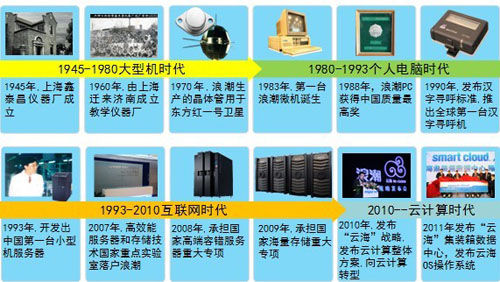 1945-1980大型机时代
1980-1993个人电脑时代
1945年,上海鑫
泰昌仪器厂成
立
1960年,由上海
迁来济南成立
教学仪器厂
1970年,浪潮生
产的晶体管用于
东方红一号卫星
1983年,第一台
浪潮微机诞生
1988年,浪潮PC
获得中国质量最
高奖
1990年,发布汉
字寻呼标准,推
出全球第一台汉
字寻呼机
浪潮
smart cloud
1993-2010互联网时代
2010--云计算时代
1993年,开发出
中国第一台小型
机服务器
2007年,高效能
服务器和存储技
术国家重点实验
室落户浪潮
2008年,承担国
家高端容错服务
器重大专项
2009年,承担国
家海量存储重大
专项
2010年,发布
“云海”战略,
发布云计算整体
方案,向云计算
转型
2011年发布“云
海”集装箱数据
中心，发布云海
OS操作系统